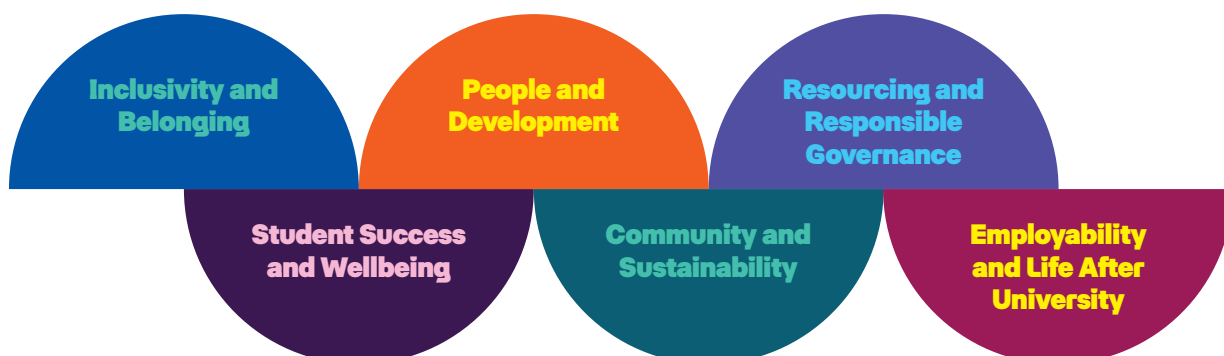 Inclusivity and
Belonging
People and
Development
Resourcing and
Responsible
Governance
Student Success
and Wellbeing
Community and
Sustainability
Employability
and Life After
University